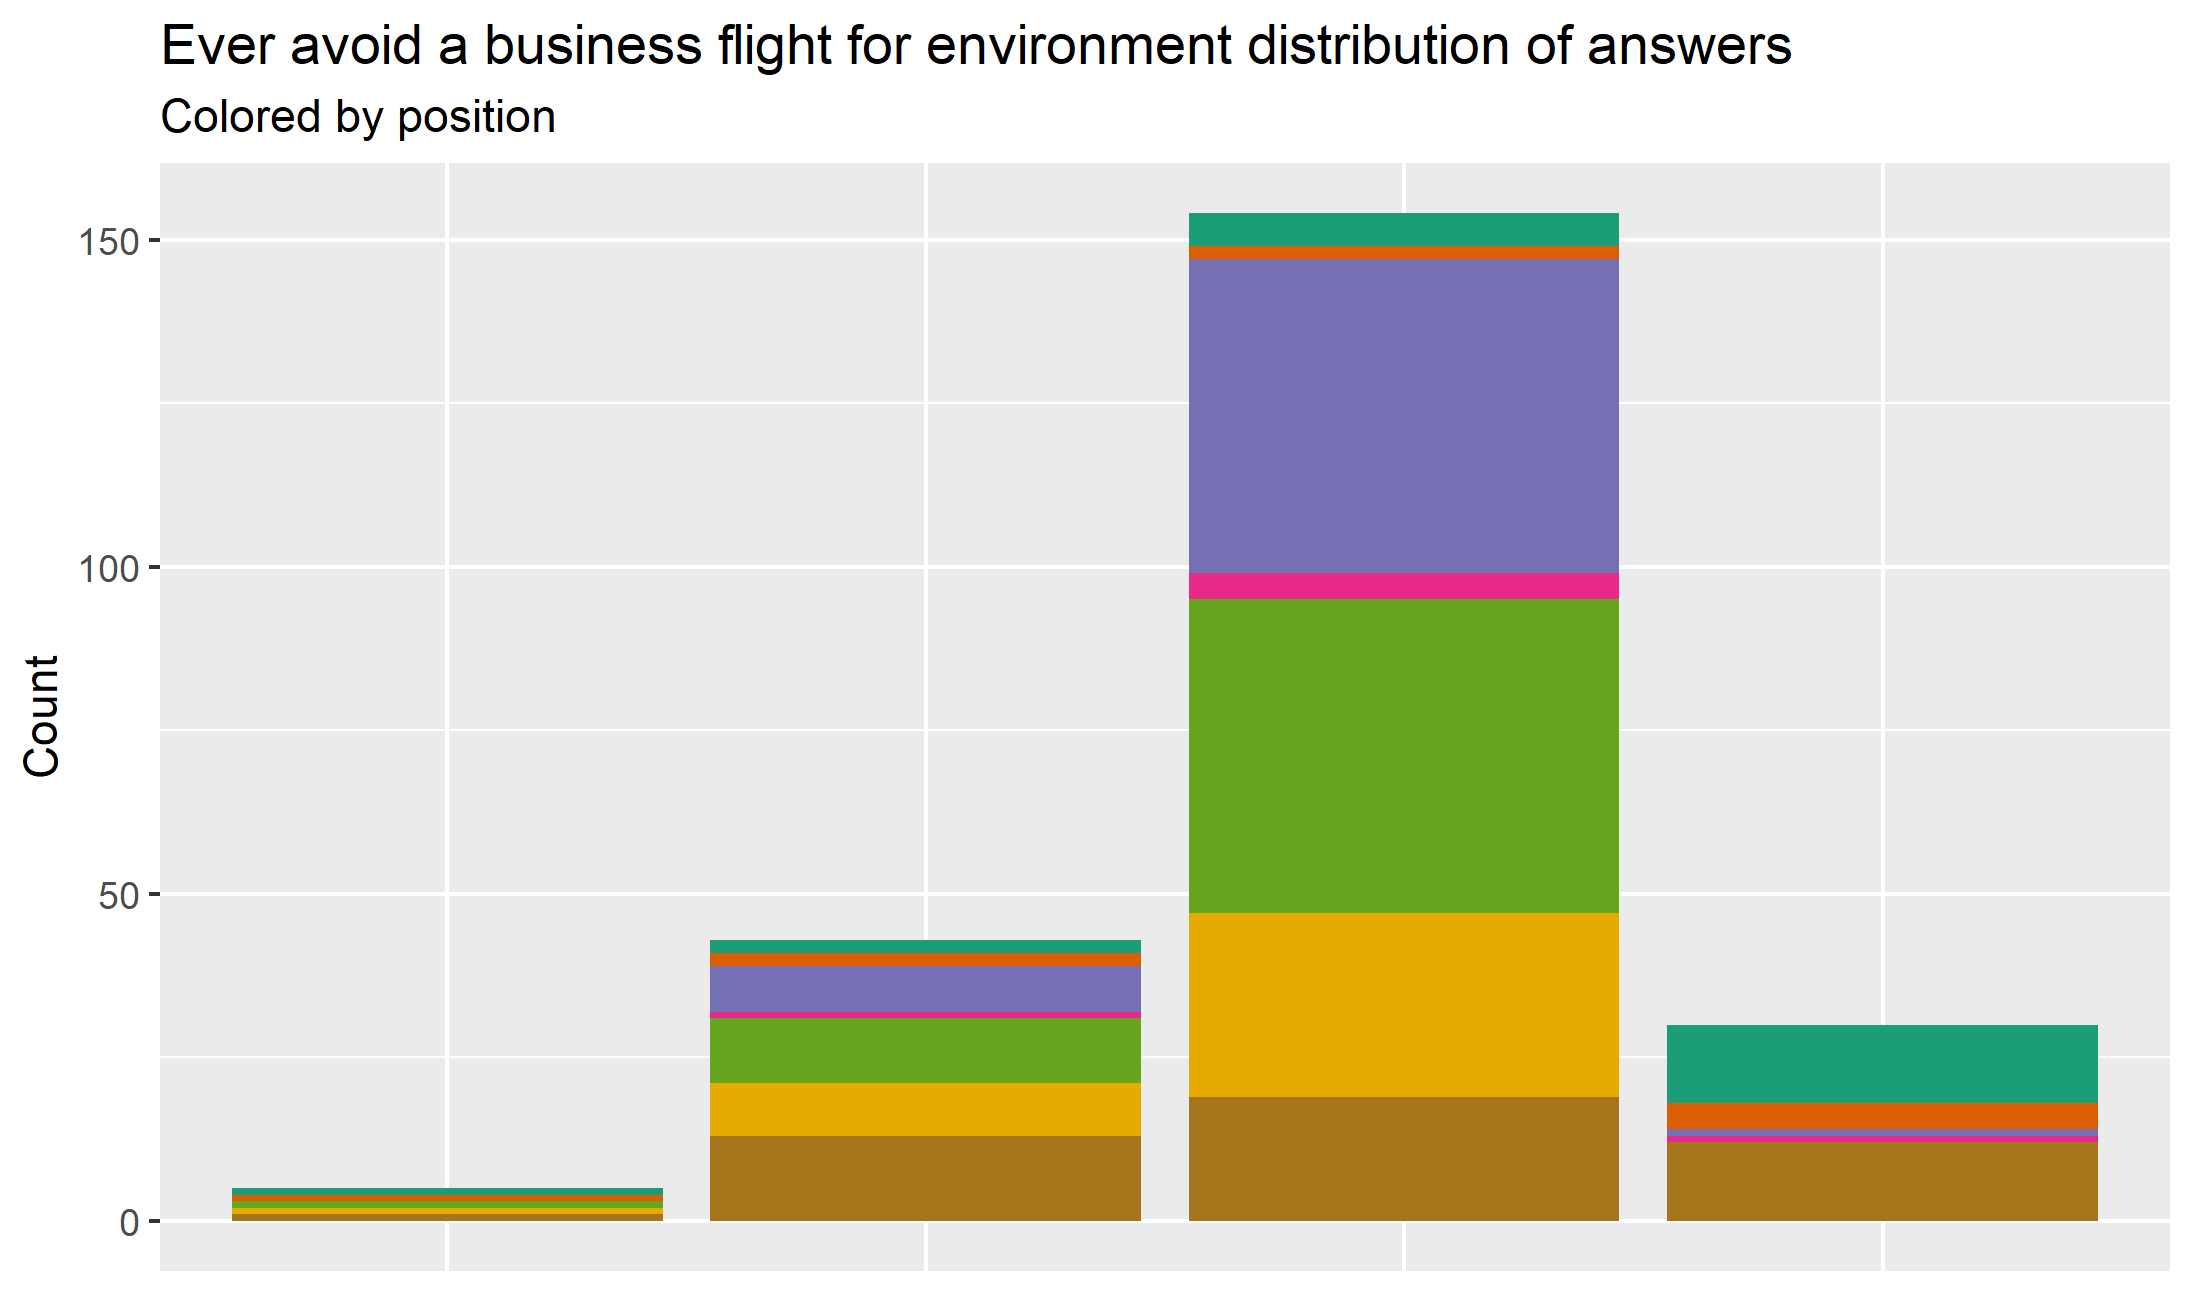 Ever avoid a business flight for environment distribution of answers
Colored by position
150
100
50
0
Count